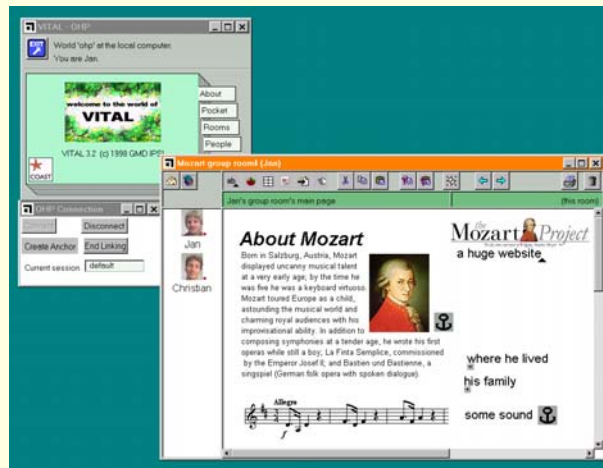 VITAL - OHP
EXIT
World 'ohp' at the local computer.
You are Jan.
welcome to the world of
VITAL
VITAL 3.2 (c) 1998 GMD IPSI
COAST
About
Pocket
Rooms
People
OHP Connection
Connect
Disconnect
Create Anchor
End Linking
Current session
default
Mozart group room1 (Jan)
Jan's group room's main page
(this room)
Jan
Christian
About Mozart
Born in Salzburg, Austria, Mozart
displayed uncanny musical talent
at a very early age; by the time he
was five he was a keyboard virtuoso.
Mozart toured Europe as a child,
astounding the musical world and
charming royal audiences with his
improvisational ability. In addition to
composing symphonies at a tender age, he wrote his first
operas while still a boy; La Finta Semplice, commissioned
by the Emperor Josef II; and Bastien und Bastienne, a
singspiel (German folk opera with spoken dialogue).
the
Mozart Project
a huge website
where he lived
his family
some sound
Allegro
f